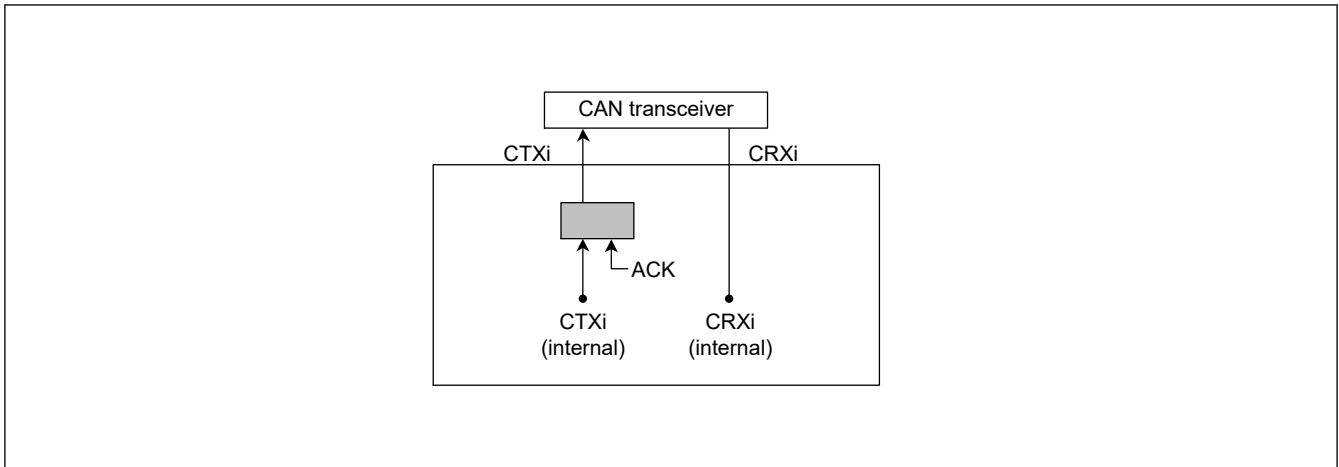 CAN transceiver
CTXi
CRXi
ACK
CTXi
(internal)
CRXi
(internal)